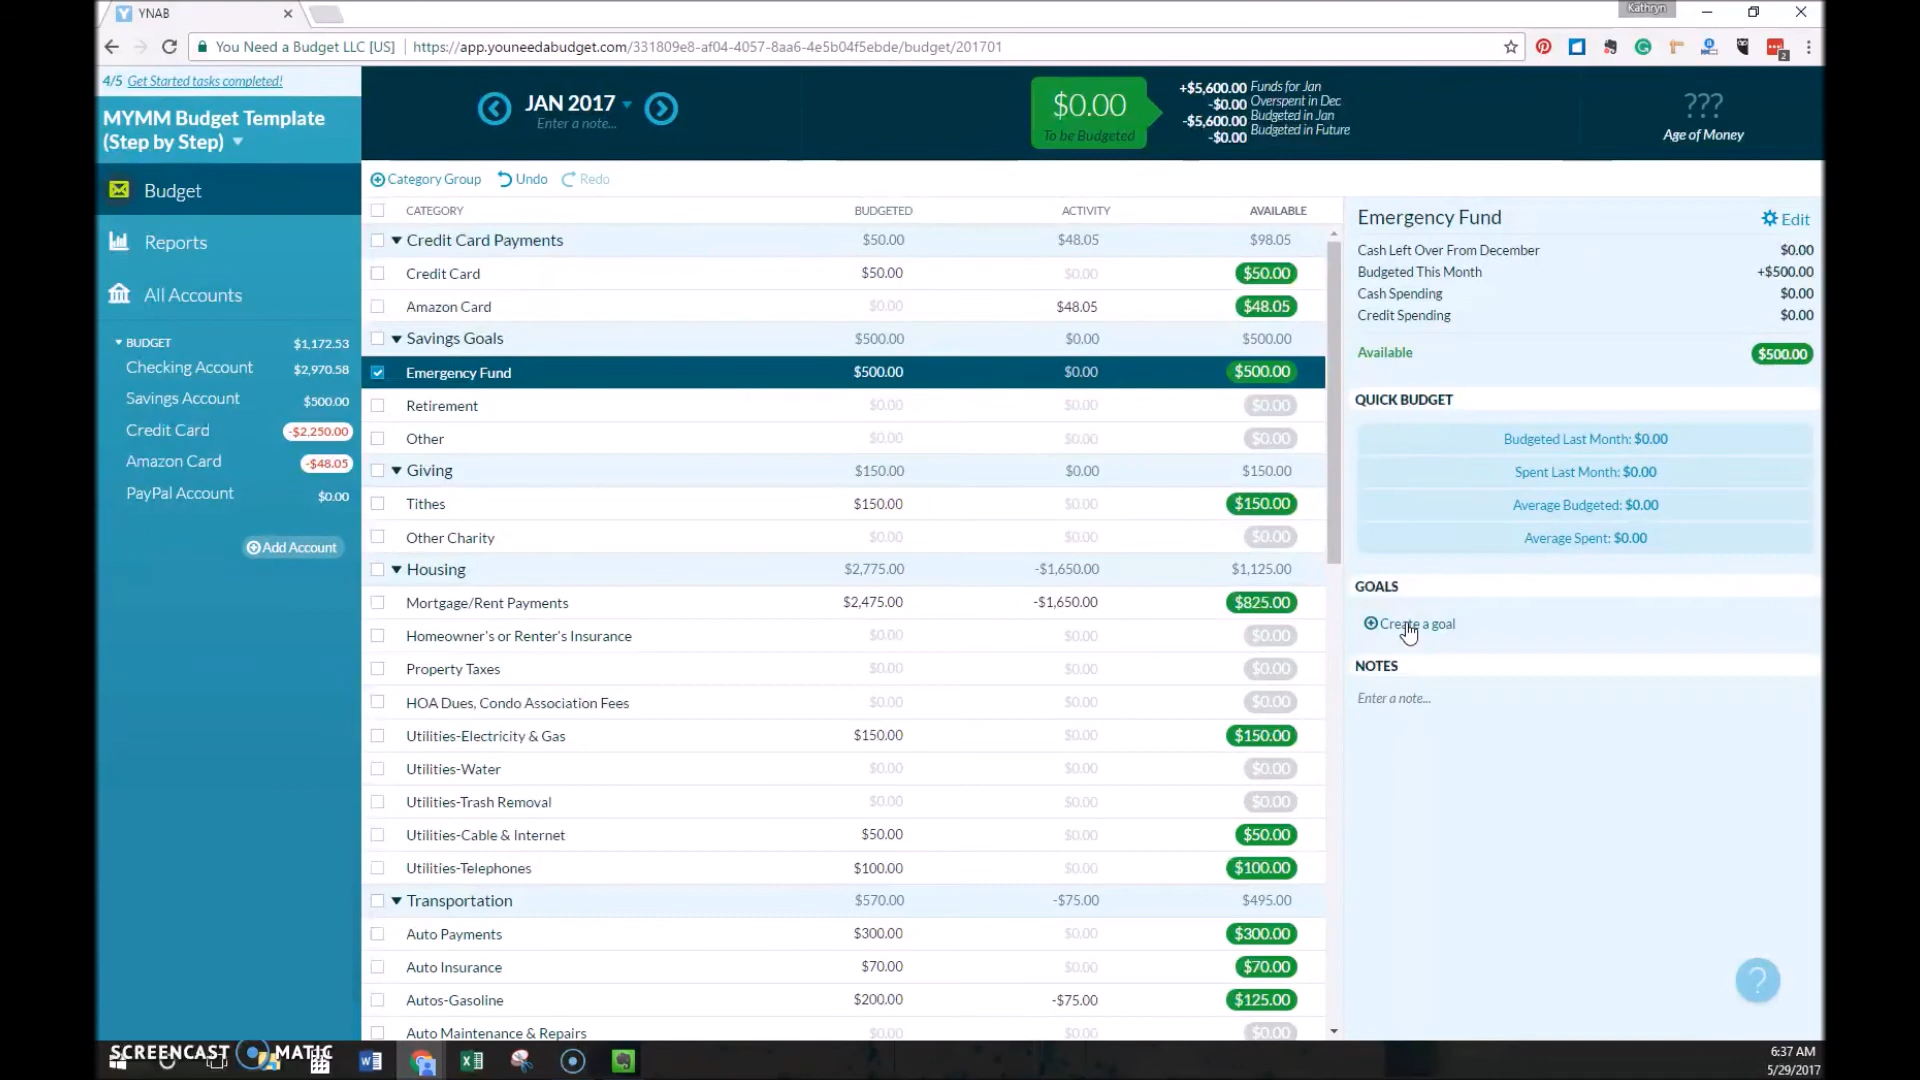 YNAB
Kathryn
You Need a Budget LLC [US] https://app.youneedabudget.com/331809e8-af04-4057-8aa6-4e5b04f5ebde/budget/201701
2
4/5 Get Started tasks completed!
MYMM Budget Template
(Step by Step)
Budget
Reports
All Accounts
BUDGET $1,172.53
Checking Account $2,970.58
Savings Account $500.00
Credit Card -$2,250.00
Amazon Card -$48.05
PayPal Account $0.00
Add Account
JAN 2017
Enter a note...
$0.00
To be Budgeted
+$5,600.00 Funds for Jan
-$0.00 Overspent in Dec
-$5,600.00 Budgeted in Jan
-$0.00 Budgeted in Future
???
Age of Money
Category Group Undo Redo
CATEGORY BUDGETED ACTIVITY AVAILABLE
Credit Card Payments $50.00 $48.05 $98.05
Credit Card $50.00 $0.00 $50.00
Amazon Card $0.00 $48.05 $48.05
Savings Goals $500.00 $0.00 $500.00
Emergency Fund $500.00 $0.00 $500.00
Retirement $0.00 $0.00 $0.00
Other $0.00 $0.00 $0.00
Giving $150.00 $0.00 $150.00
Tithes $150.00 $0.00 $150.00
Other Charity $0.00 $0.00 $0.00
Housing $2,775.00 -$1,650.00 $1,125.00
Mortgage/Rent Payments $2,475.00 -$1,650.00 $825.00
Homeowner's or Renter's Insurance $0.00 $0.00 $0.00
Property Taxes $0.00 $0.00 $0.00
HOA Dues, Condo Association Fees $0.00 $0.00 $0.00
Utilities-Electricity & Gas $150.00 $0.00 $150.00
Utilities-Water $0.00 $0.00 $0.00
Utilities-Trash Removal $0.00 $0.00 $0.00
Utilities-Cable & Internet $50.00 $0.00 $50.00
Utilities-Telephones $100.00 $0.00 $100.00
Transportation $570.00 -$75.00 $495.00
Auto Payments $300.00 $0.00 $300.00
Auto Insurance $70.00 $0.00 $70.00
Autos-Gasoline $200.00 -$75.00 $125.00
Auto Maintenance & Repairs $0.00 $0.00 $0.00
Emergency Fund Edit
Cash Left Over From December $0.00
Budgeted This Month +$500.00
Cash Spending $0.00
Credit Spending $0.00
Available $500.00
QUICK BUDGET
Budgeted Last Month: $0.00
Spent Last Month: $0.00
Average Budgeted: $0.00
Average Spent: $0.00
GOALS
Create a goal
NOTES
Enter a note...
?
SCREENCAST MATIC
6:37 AM
5/29/2017